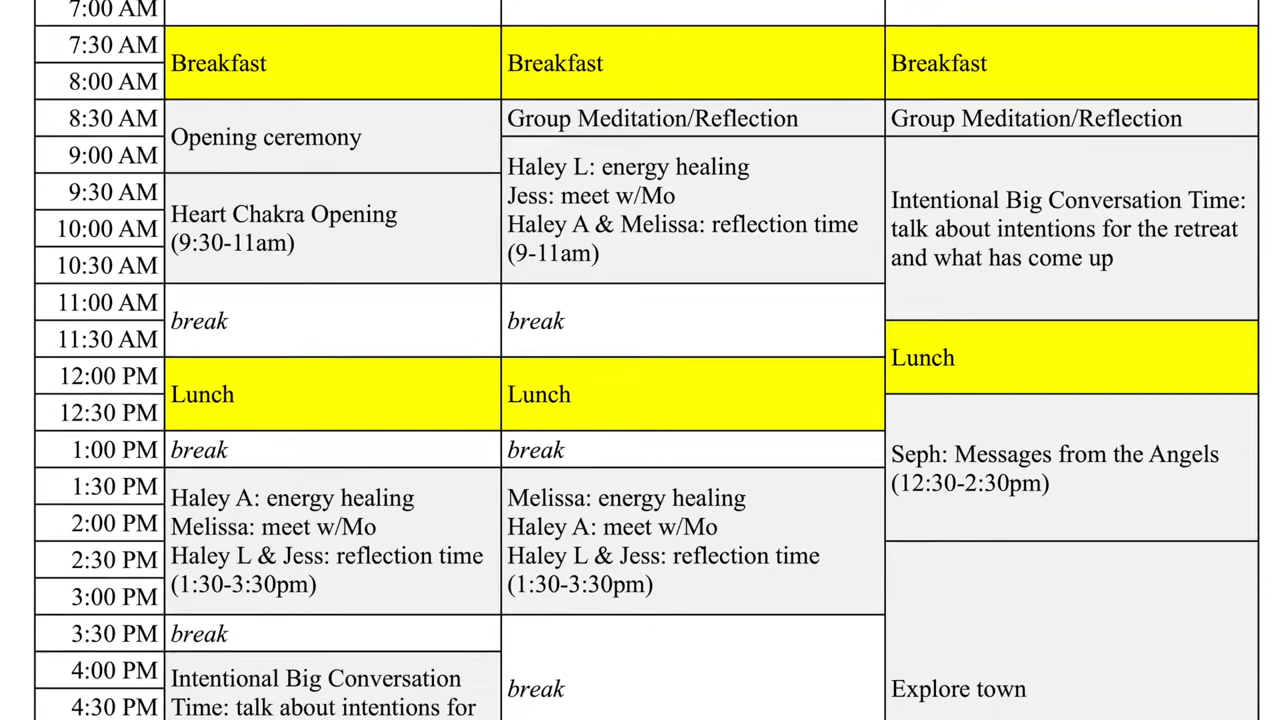 7:00 AM
7:30 AM
Breakfast
Breakfast
Breakfast
8:00 AM
8:30 AM
Opening ceremony
Group Meditation/Reflection
Group Meditation/Reflection
9:00 AM
Haley L: energy healing
Jess: meet w/Mo
Haley A & Melissa: reflection time
(9-11am)
Intentional Big Conversation Time:
talk about intentions for the retreat
and what has come up
9:30 AM
Heart Chakra Opening
(9:30-11am)
10:00 AM
10:30 AM
11:00 AM
break
break
11:30 AM
Lunch
12:00 PM
Lunch
Lunch
12:30 PM
Seph: Messages from the Angels
(12:30-2:30pm)
1:00 PM
break
break
1:30 PM
Haley A: energy healing
Melissa: meet w/Mo
Haley L & Jess: reflection time
(1:30-3:30pm)
Melissa: energy healing
Haley A: meet w/Mo
Haley L & Jess: reflection time
(1:30-3:30pm)
2:00 PM
2:30 PM
3:00 PM
3:30 PM
break
break
Explore town
4:00 PM
Intentional Big Conversation
Time: talk about intentions for
4:30 PM